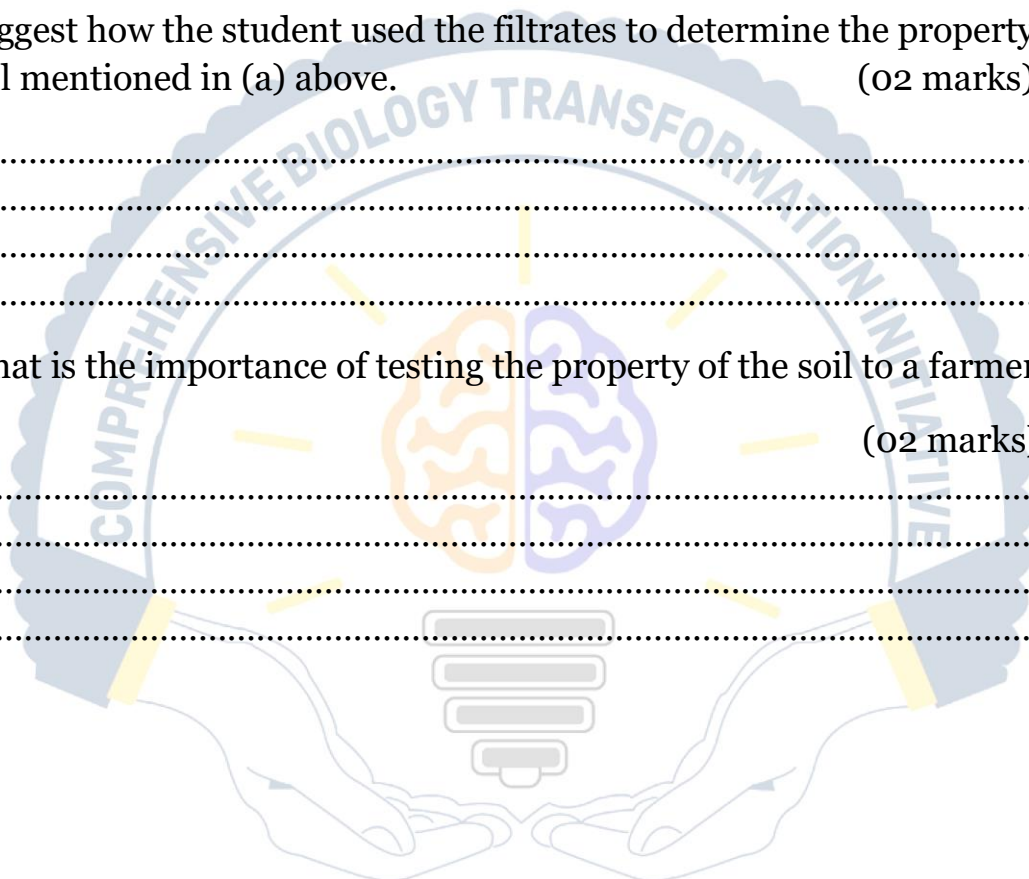 ggest how the student used the filtrates to determine the property
l mentioned in (a) above. (02 marks)
COMPREHENSIVE BIOLOGY TRANSFORMATION INITIATIVE
hat is the importance of testing the property of the soil to a farmer
(02 marks)